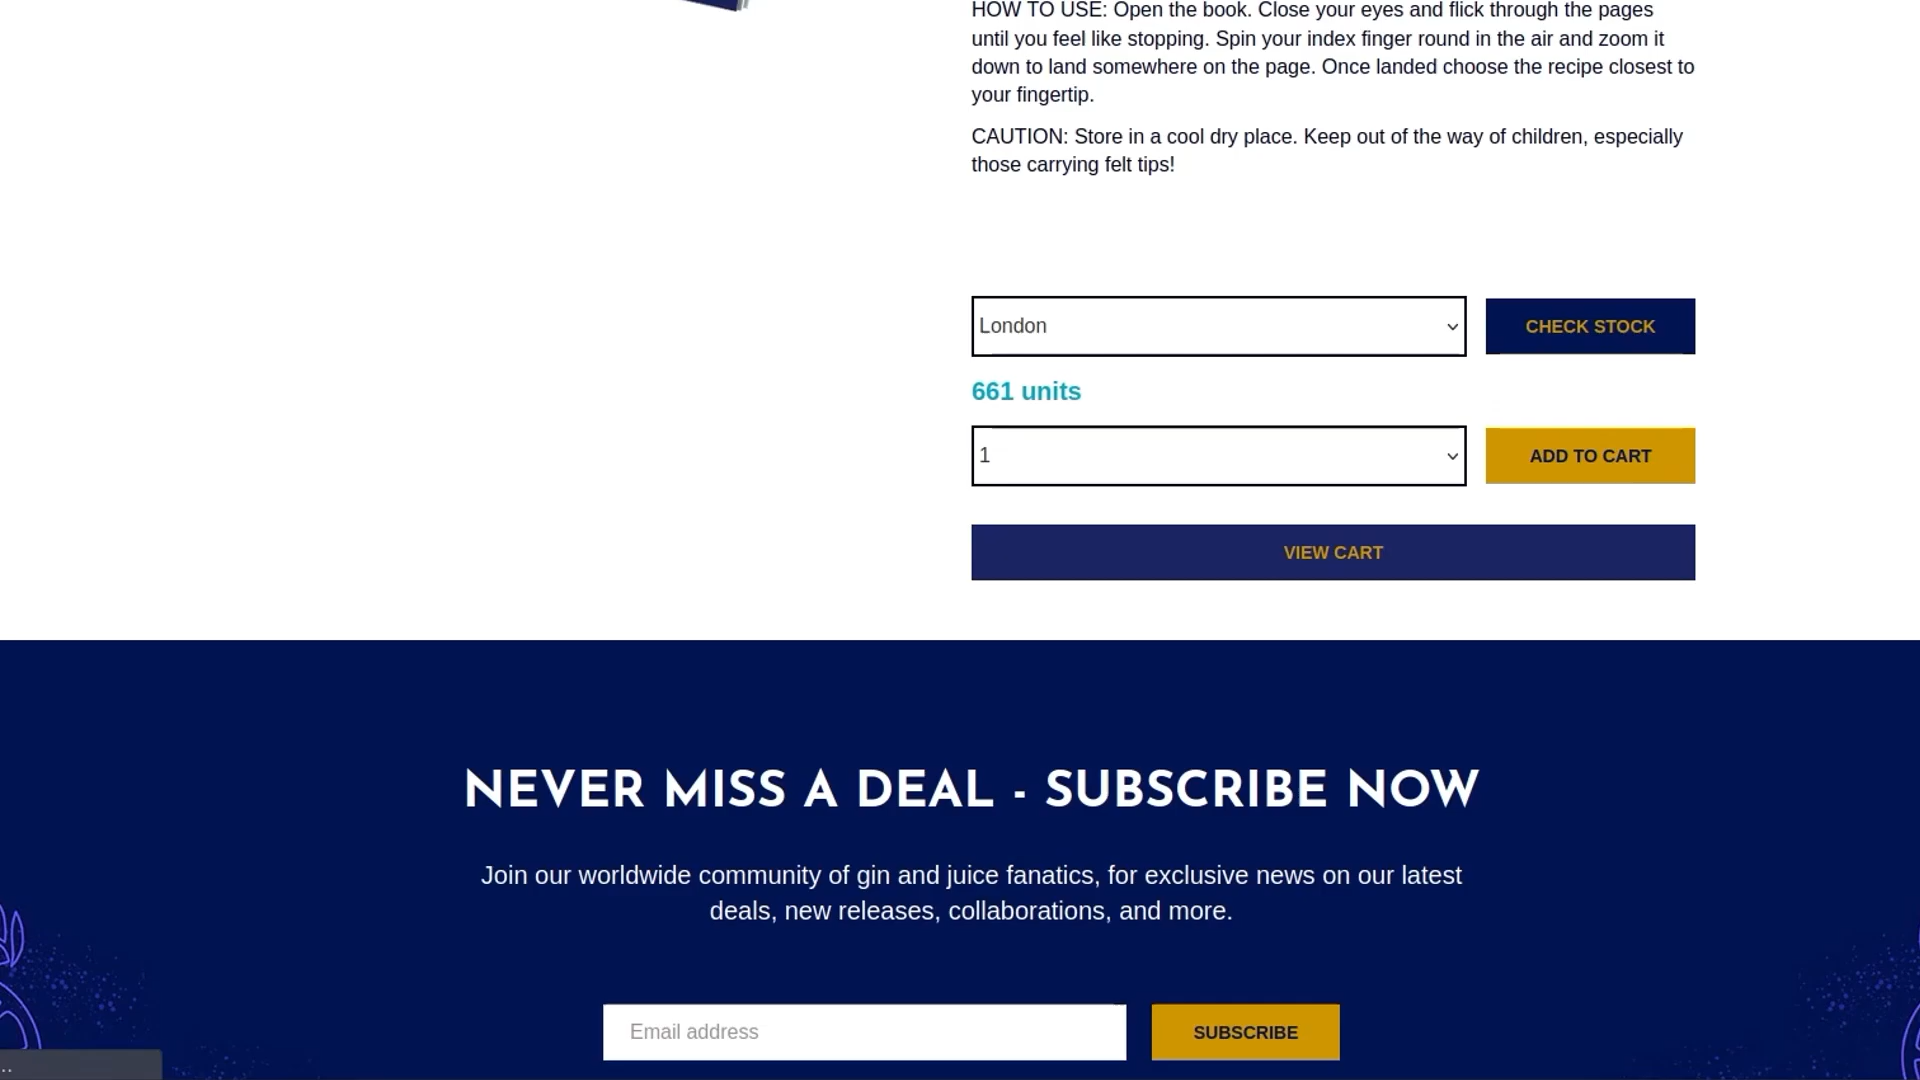 HOW TO USE: Open the book. Close your eyes and flick through the pages
until you feel like stopping. Spin your index finger round in the air and zoom it
down to land somewhere on the page. Once landed choose the recipe closest to
your fingertip.
CAUTION: Store in a cool dry place. Keep out of the way of children, especially
those carrying felt tips!
London
CHECK STOCK
661 units
1
ADD TO CART
VIEW CART
NEVER MISS A DEAL - SUBSCRIBE NOW
Join our worldwide community of gin and juice fanatics, for exclusive news on our latest
deals, new releases, collaborations, and more.
Email address
SUBSCRIBE
..